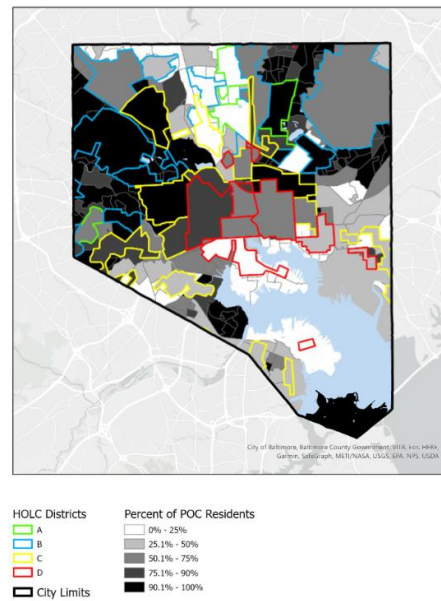 City of Baltimore, Baltimore County Government, VITA, Esri, HERE,
Garmin, SafeGraph, METI/NASA, USGS, EPA, NPS, USDA
HOLC Districts
A
B
C
D
City Limits
Percent of POC Residents
0% - 25%
25.1% - 50%
50.1% - 75%
75.1% - 90%
90.1% - 100%